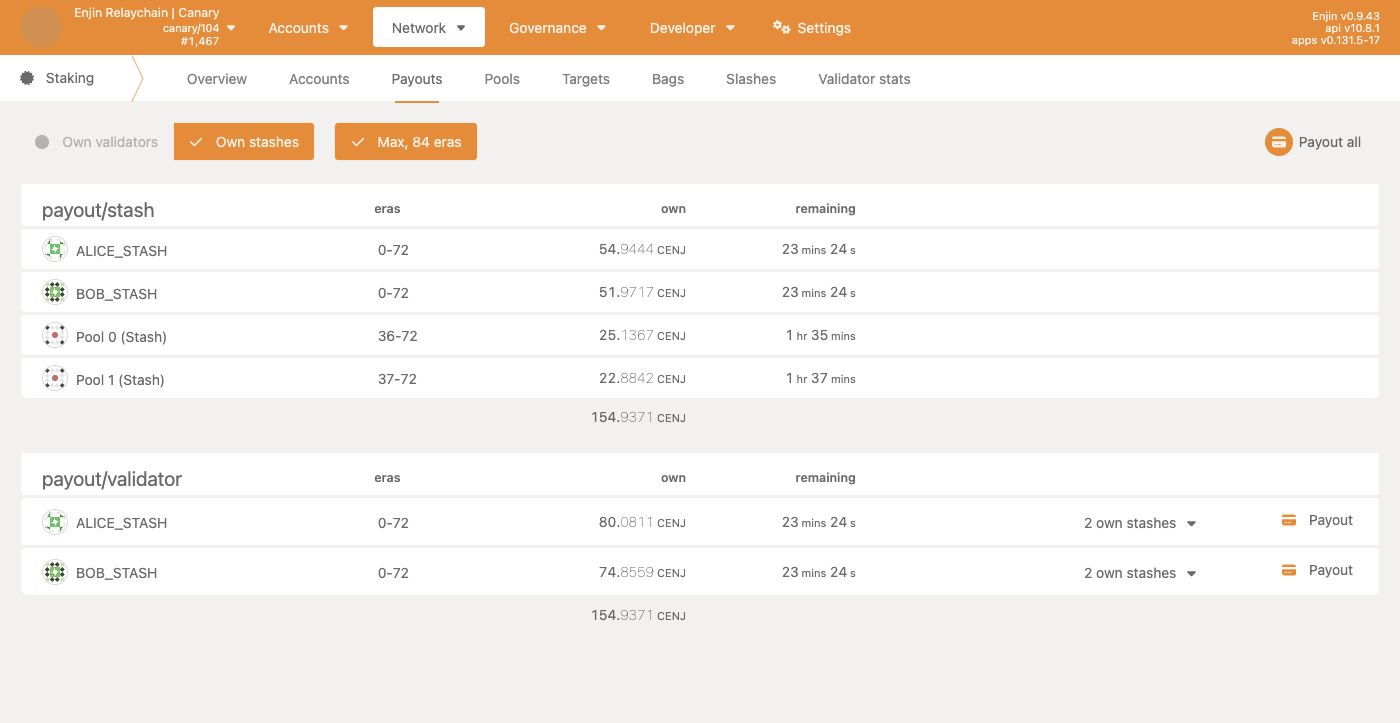 Enjin Relaychain | Canary
canary/104
#1,467
Accounts
Network
Governance
Developer
Settings
Enjin v0.9.43
api v10.8.1
apps v0.131.5-17
Staking
Overview
Accounts
Payouts
Pools
Targets
Bags
Slashes
Validator stats
Own validators
Own stashes
Max, 84 eras
Payout all
payout/stash eras own remaining
ALICE_STASH 0-72 54.9444 CENJ 23 mins 24 s
BOB_STASH 0-72 51.9717 CENJ 23 mins 24 s
Pool 0 (Stash) 36-72 25.1367 CENJ 1 hr 35 mins
Pool 1 (Stash) 37-72 22.8842 CENJ 1 hr 37 mins
154.9371 CENJ
payout/validator eras own remaining
ALICE_STASH 0-72 80.0811 CENJ 23 mins 24 s 2 own stashes Payout
BOB_STASH 0-72 74.8559 CENJ 23 mins 24 s 2 own stashes Payout
154.9371 CENJ